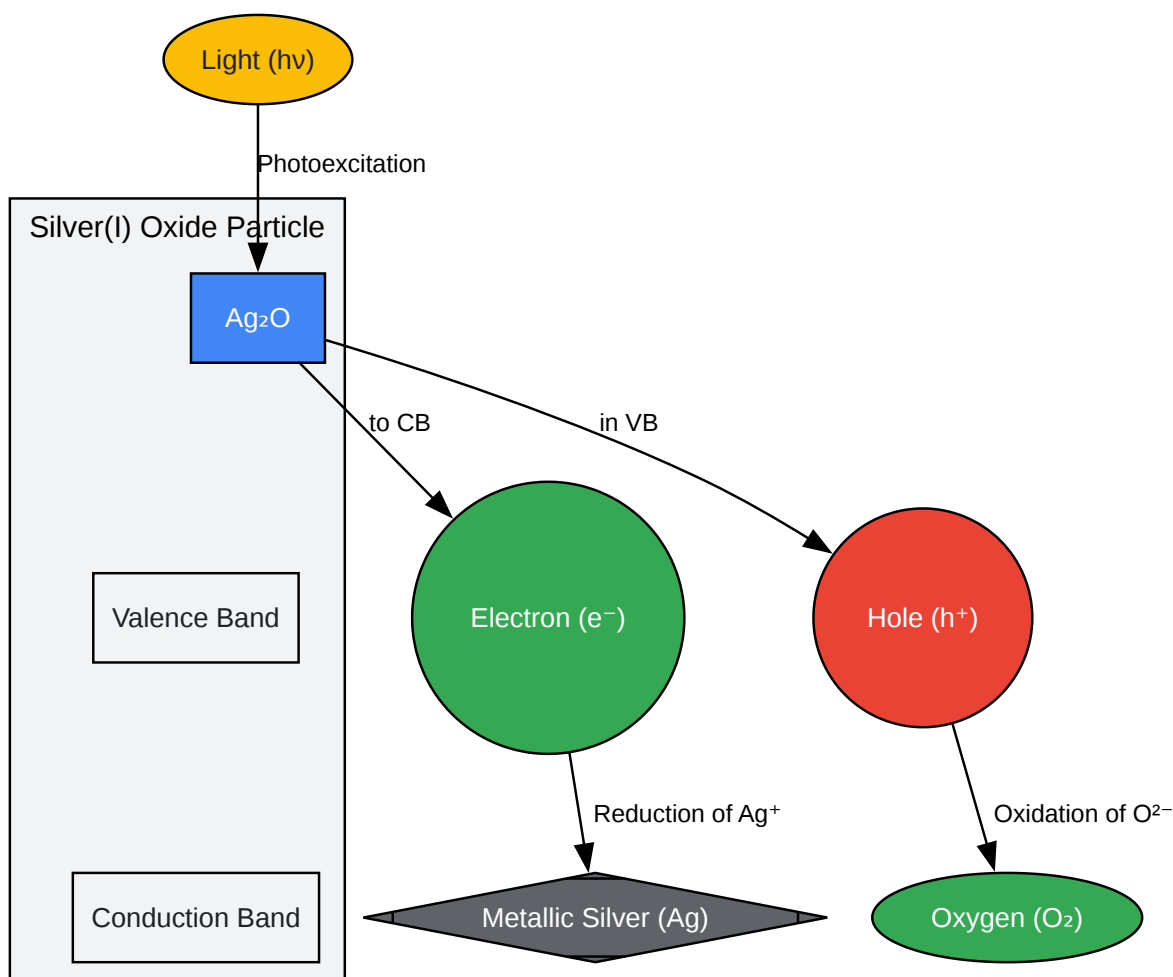 Light (hν)
Photoexcitation
Silver(I) Oxide Particle
Ag₂O
to CB
in VB
Valence Band
Electron (e⁻)
Hole (h⁺)
Reduction of Ag⁺
Oxidation of O²⁻
Conduction Band
Metallic Silver (Ag)
Oxygen (O₂)